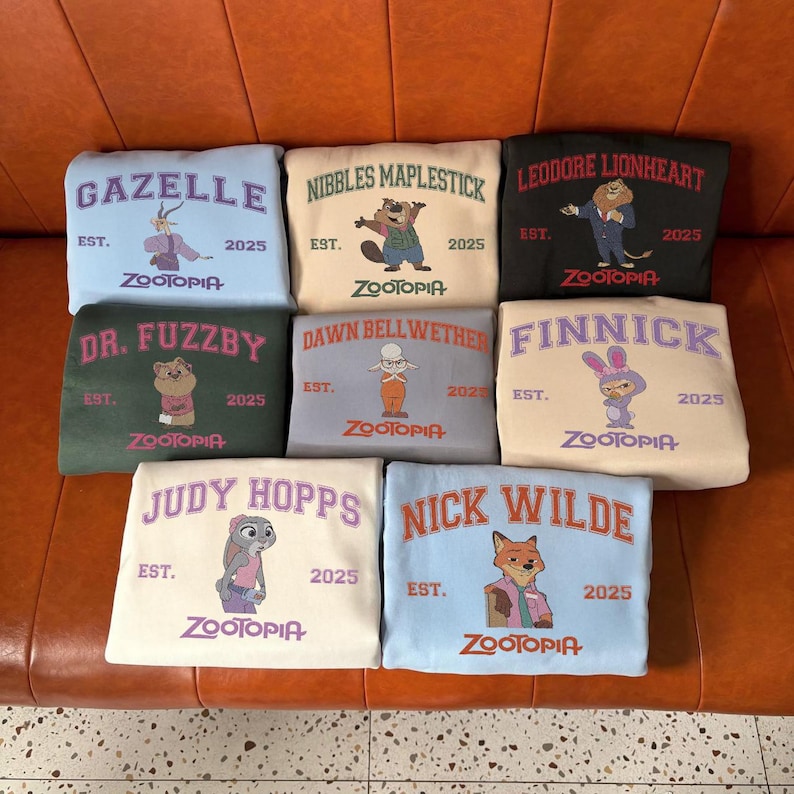 GAZELLE
EST. 2025
ZOOTOPIA
NIBBLES MAPLESTICK
EST. 2025
ZOOTOPIA
LEODORE LIONHEART
EST. 2025
ZOOTOPIA
DR. FUZZBY
EST. 2025
ZOOTOPIA
DAWN BELLWETHER
EST. 2025
ZOOTOPIA
FINNICK
EST. 2025
ZOOTOPIA
JUDY HOPPS
EST. 2025
ZOOTOPIA
NICK WILDE
EST. 2025
ZOOTOPIA